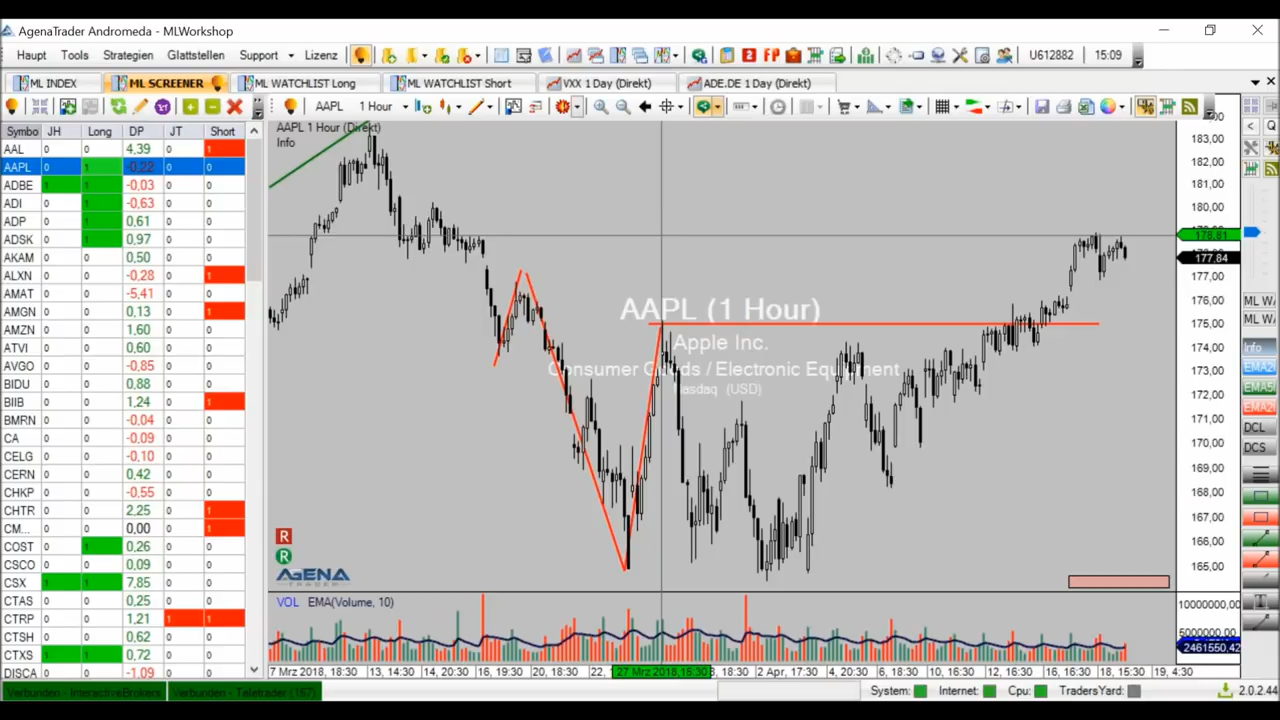 AgenaTrader Andromeda - MLWorkshop
Haupt Tools Strategien Glattstellen Support Lizenz 2 FP U612882 15:09
ML INDEX ML SCREENER ML WATCHLIST Long ML WATCHLIST Short VXX 1 Day (Direkt) ADE.DE 1 Day (Direkt)
AAPL 1 Hour
Symbo JH Long DP JT Short
AAL 0 0 4,39 0 1
AAPL 0 1 -0,22 0 0
ADBE 1 1 -0,03 0 0
ADI 0 1 -0,63 0 0
ADP 0 1 0,61 0 0
ADSK 0 1 0,97 0 0
AKAM 0 0 0,50 0 0
ALXN 0 0 -0,28 0 1
AMAT 0 0 -5,41 0 0
AMGN 0 0 0,13 0 1
AMZN 0 0 1,60 0 0
ATVI 0 0 0,60 0 0
AVGO 0 0 -0,85 0 0
BIDU 0 0 0,88 0 0
BIIB 0 0 1,24 0 1
BMRN 0 0 -0,04 0 0
CA 0 0 -0,09 0 0
CELG 0 0 -0,10 0 0
CERN 0 0 0,42 0 0
CHKP 0 0 -0,55 0 0
CHTR 0 0 2,25 0 1
CM... 0 0 0,00 0 1
COST 0 1 0,26 0 0
CSCO 0 0 0,09 0 0
CSX 1 1 7,85 0 0
CTAS 0 0 0,25 0 0
CTRP 0 0 1,21 1 1
CTSH 0 0 0,62 0 0
CTXS 1 1 0,72 0 0
DISCA 0 0 -1,09 0 0
AAPL 1 Hour (Direkt)
Info
AAPL (1 Hour)
Apple Inc.
Consumer Goods / Electronic Equipment
Nasdaq (USD)
R
R
AGENA
TRADER
183,00
182,00
181,00
180,00
178,81
177,84
177,00
176,00
175,00
174,00
173,00
172,00
171,00
170,00
169,00
168,00
167,00
166,00
165,00
VOL EMA(Volume, 10)
10000000,00
5000000,00
2461550,42
7 Mrz 2018, 18:30 13, 14:30 14, 20:30 16, 19:30 20, 18:30 22, 27 Mrz 2018, 15:30 28, 18:30 2 Apr, 17:30 4, 20:30 6, 18:30 10, 16:30 12, 16:30 16, 16:30 18, 15:30 19, 4:30
ML W
ML W
Info
EMA2
EMA5
EMA2
DCL
DCS
T
Verbunden - InteractiveBrokers Verbunden - Teletrader (167) System: Internet: Cpu: TradersYard: 2.0.2.44